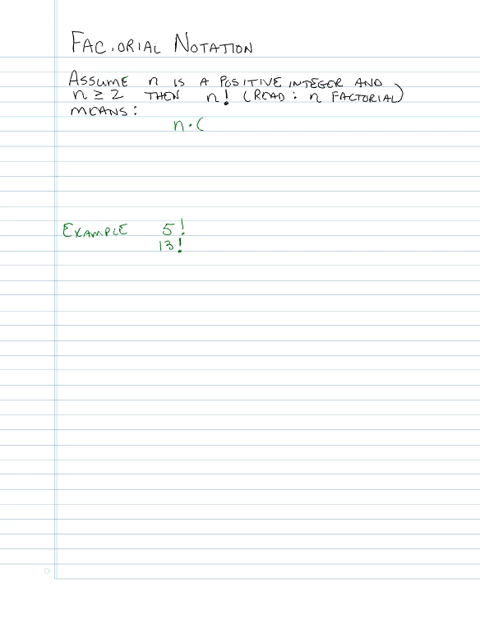 FAC.ORIAL NOTATION
ASSUME n IS A POSITIVE INTEGER AND
n ≥ 2 THEN n! (READ: n FACTORIAL)
MEANS:
n·(
EXAMPLE 5!
13!